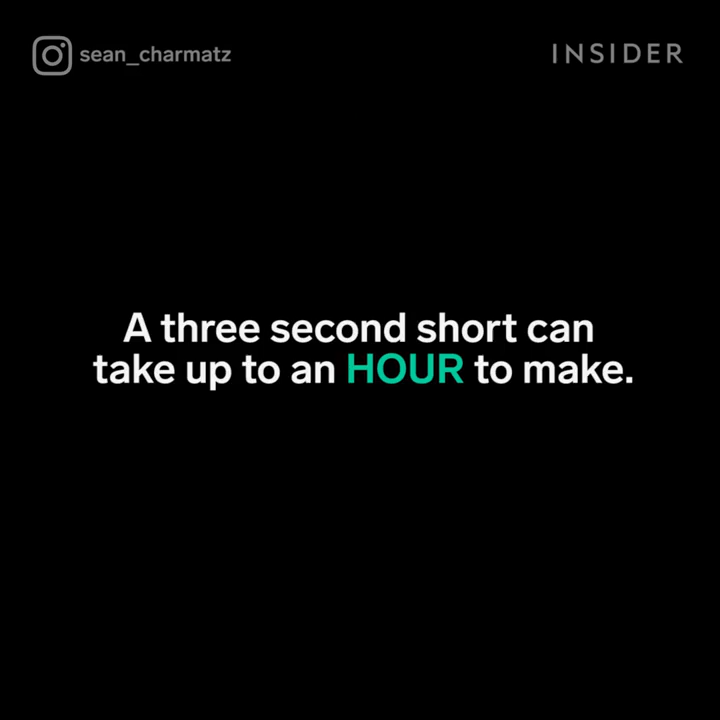 sean_charmatz
INSIDER
A three second short can
take up to an HOUR to make.